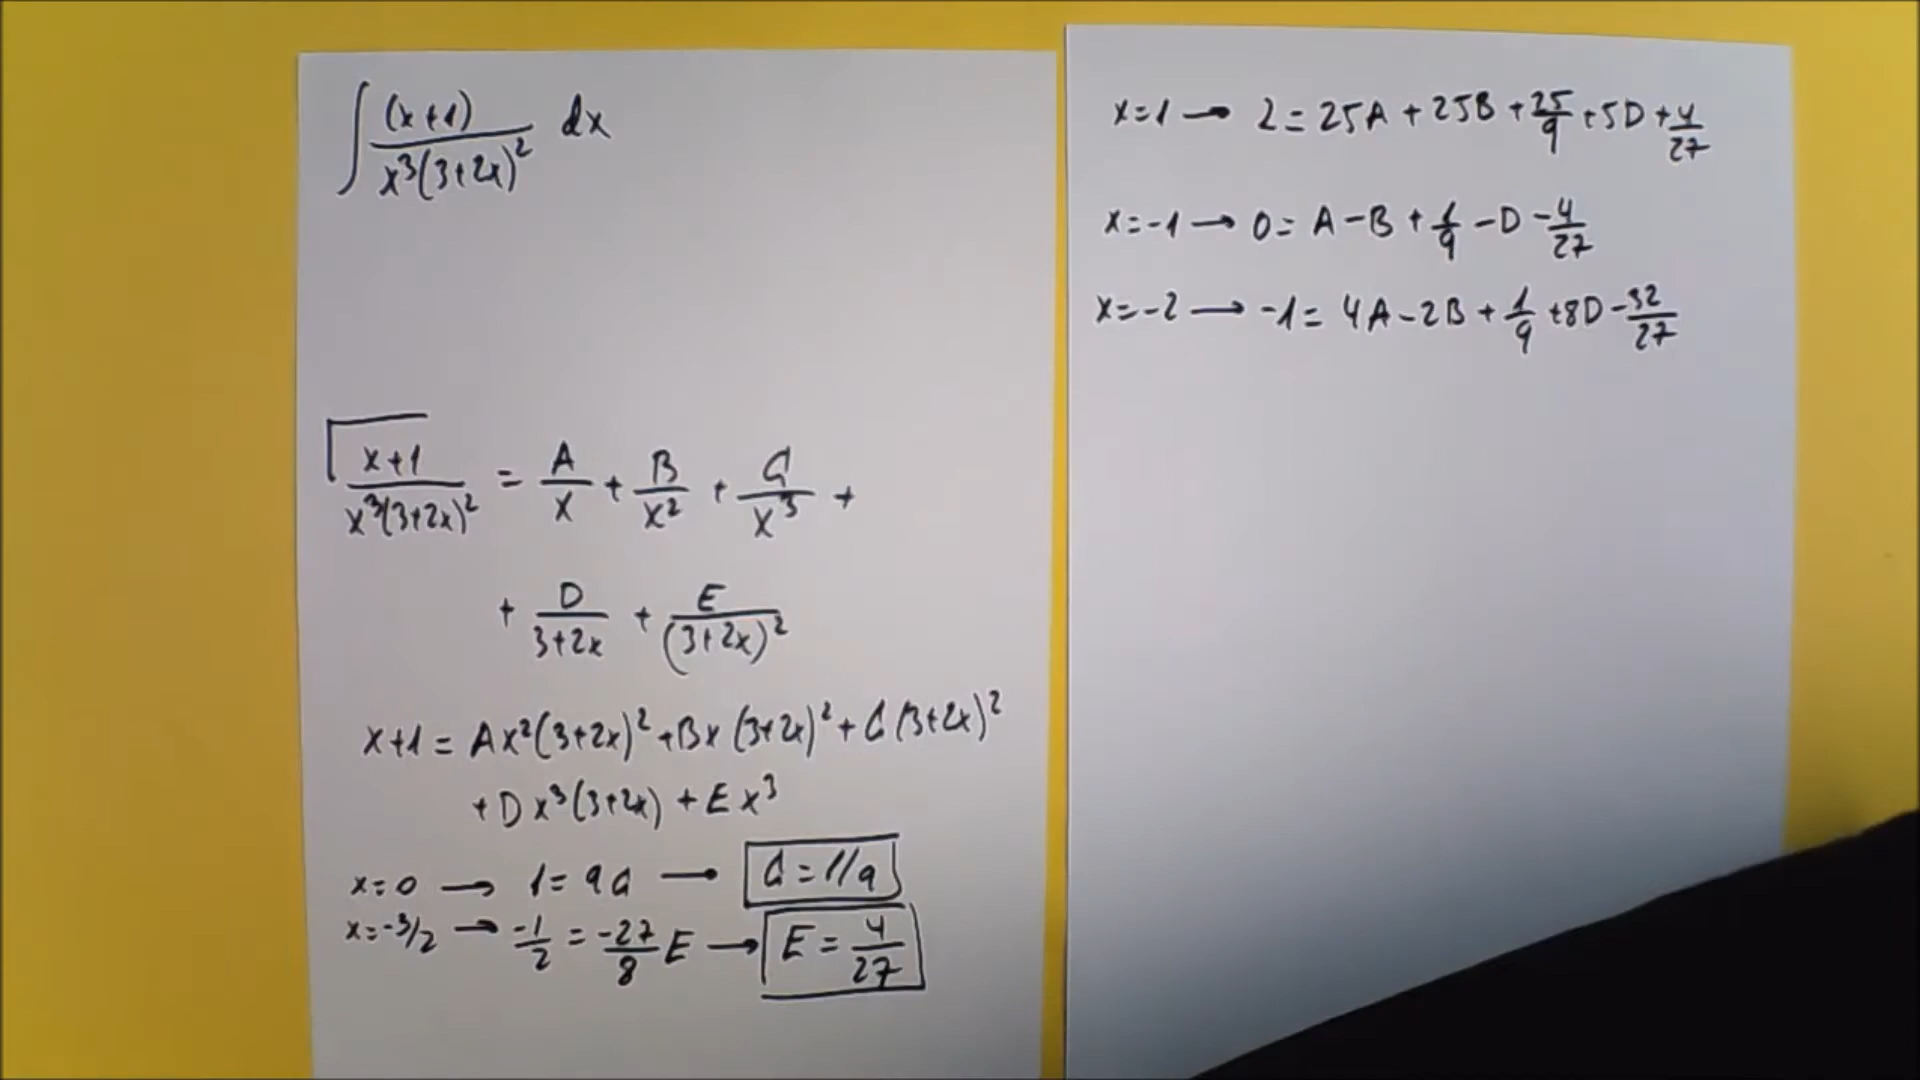 ∫ (x+1)/(x³(3+2x)²) dx
(x+1)/(x³(3+2x)²) = A/x + B/x² + C/x³ +
+ D/(3+2x) + E/(3+2x)²
x+1 = Ax²(3+2x)² + Bx(3+2x)² + C(3+2x)²
+ Dx³(3+2x) + Ex³
x=0 → 1=9C → C=1/9
x=-3/2 → -1/2 = -27/8 E → E = 4/27
x=1 → 2=25A+25B+25/9+5D+4/27
x=-1 → 0=A-B+1/9-D-4/27
x=-2 → -1=4A-2B+1/9+8D-32/27